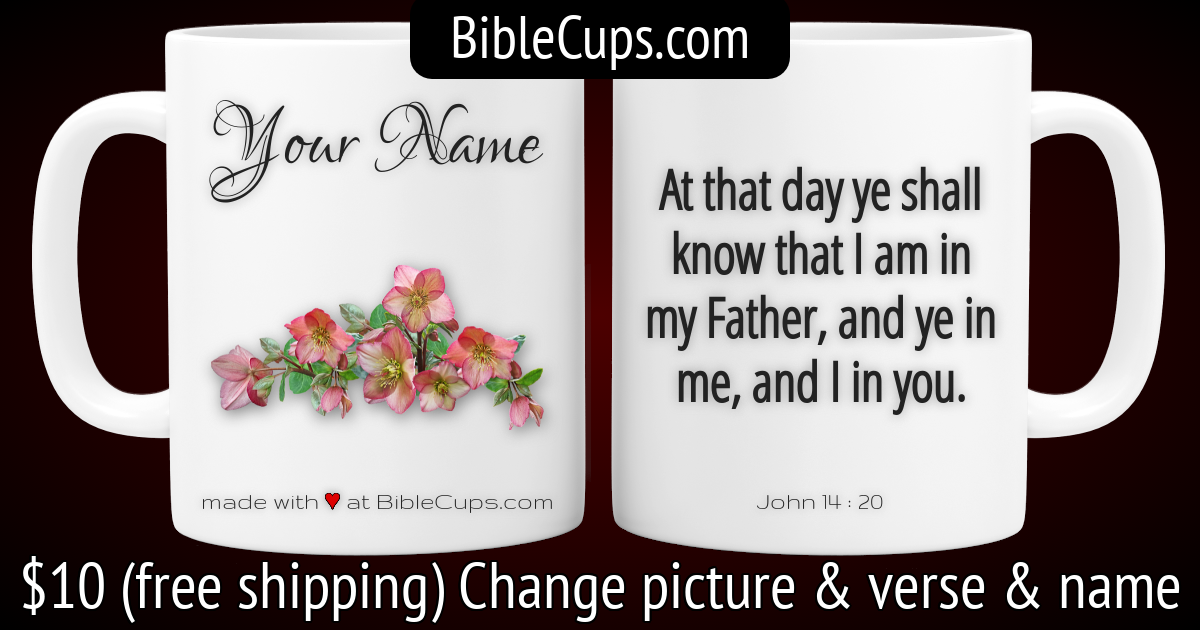 BibleCups.com
Your Name
made with ♥ at BibleCups.com
At that day ye shall
know that I am in
my Father, and ye in
me, and I in you.
John 14 : 20
$10 (free shipping) Change picture & verse & name